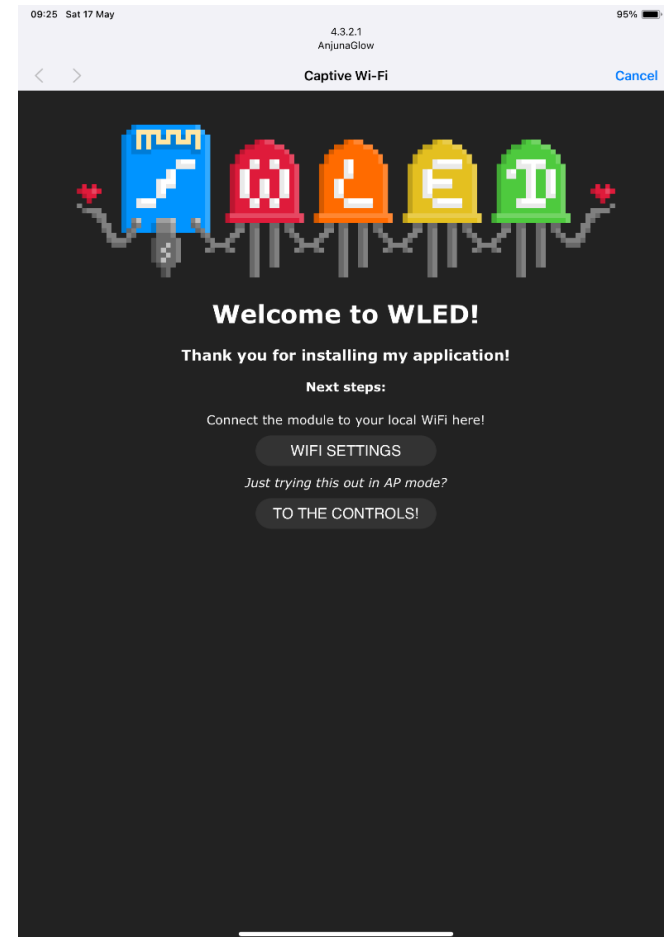 09:25 Sat 17 May 95%
4.3.2.1
AnjunaGlow
Captive Wi-Fi Cancel
WLED
Welcome to WLED!
Thank you for installing my application!
Next steps:
Connect the module to your local WiFi here!
WIFI SETTINGS
Just trying this out in AP mode?
TO THE CONTROLS!